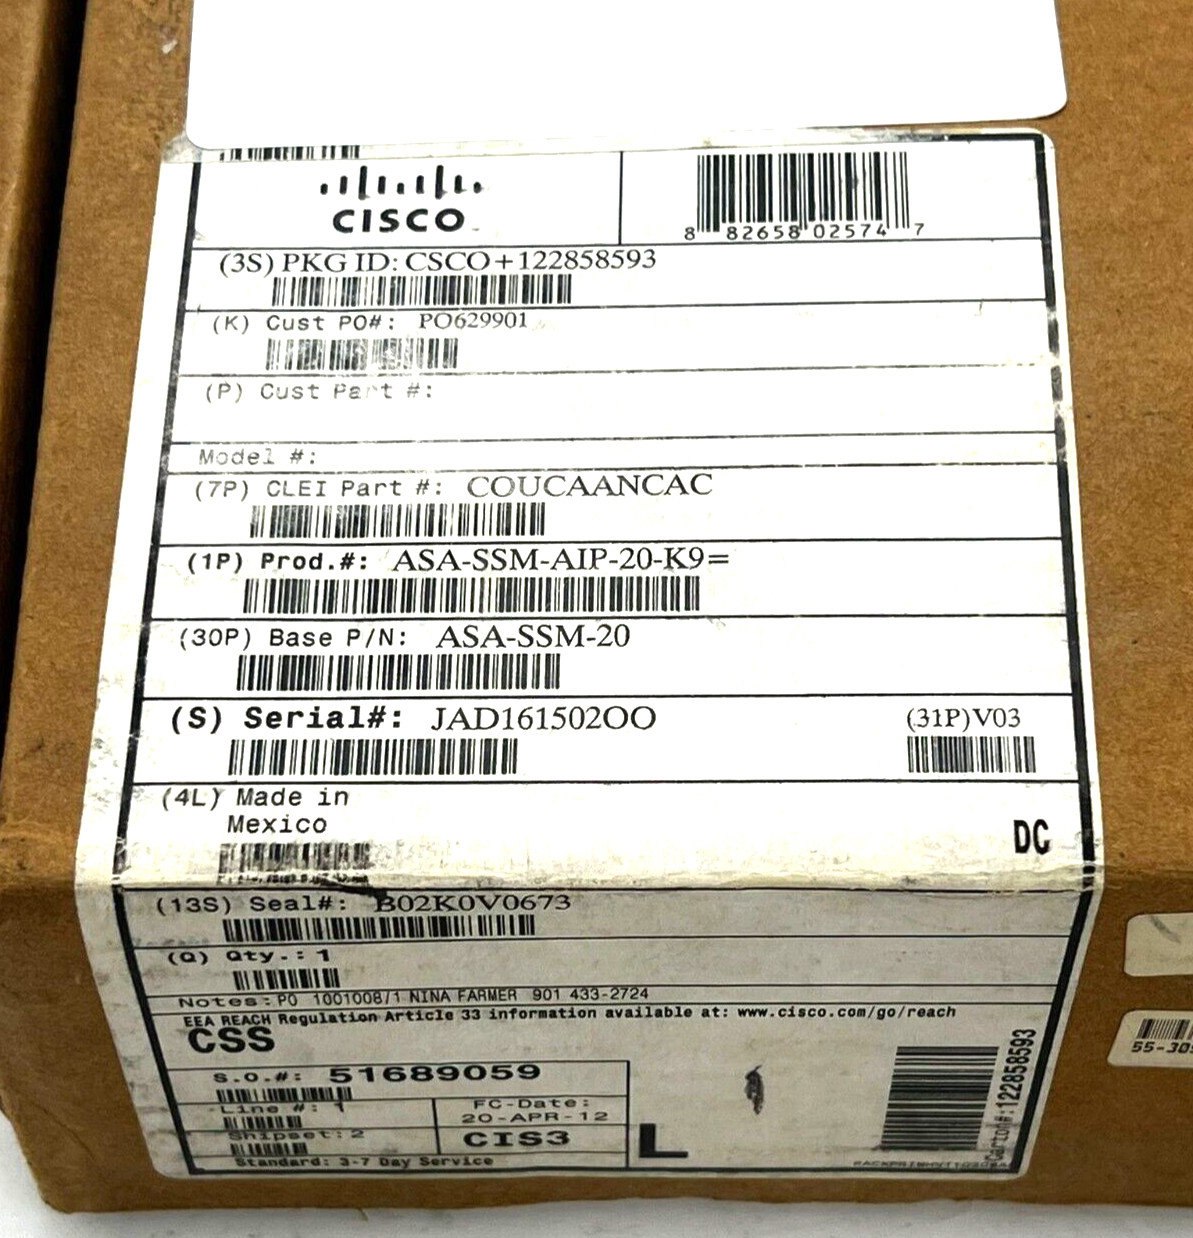 CISCO
8 82658 02574 7
(3S) PKG ID: CSCO+122858593
(K) Cust PO#: PO629901
(P) Cust Part #:
Model #:
(7P) CLEI Part #: COUCAANCAC
(1P) Prod.#: ASA-SSM-AIP-20-K9=
(30P) Base P/N: ASA-SSM-20
(S) Serial#: JAD161502OO
(31P)V03
(4L) Made in
Mexico
DC
(13S) Seal#: B02K0V0673
(Q) Qty.: 1
Notes: PO 1001008/1 NINA FARMER 901 433-2724
EEA REACH Regulation Article 33 information available at: www.cisco.com/go/reach
CSS
S.O.#: 51689059
Line #: 1
FC-Date:
20-APR-12
Shipset: 2
CIS3
Standard: 3-7 Day Service
L
Carton#:122858593